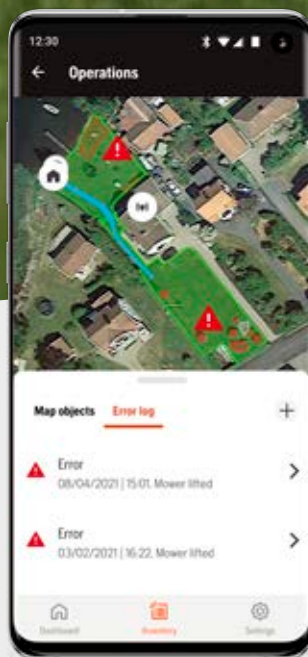 12:30
Operations
Map objects Error log
Error
08/04/2021 | 15:01. Mower lifted
Error
03/02/2021 | 16:22. Mower lifted
Dashboard Inventory Settings